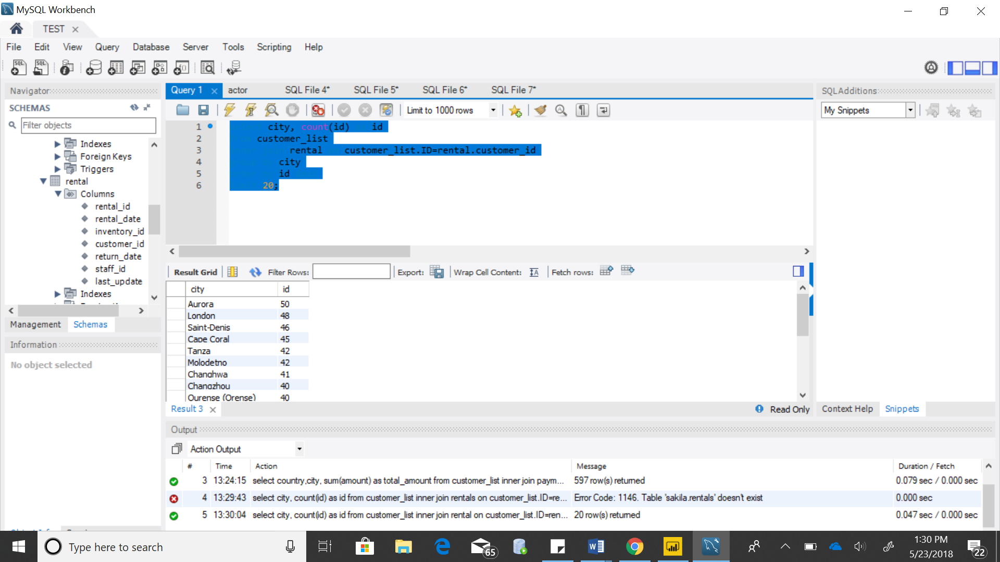 MySQL Workbench
TEST
File Edit View Query Database Server Tools Scripting Help
Navigator
SCHEMAS
Filter objects
Indexes
Foreign Keys
Triggers
rental
Columns
rental_id
rental_date
inventory_id
customer_id
return_date
staff_id
last_update
Indexes
Management Schemas
Information
No object selected
Query 1 actor SQL File 4* SQL File 5* SQL File 6* SQL File 7*
Limit to 1000 rows
1 city, count(id) id
2 customer_list
3 rental customer_list.ID=rental.customer_id
4 city
5 id
6 20;
Result Grid Filter Rows: Export: Wrap Cell Content: Fetch rows:
city id
Aurora 50
London 48
Saint-Denis 46
Cape Coral 45
Tanza 42
Molodetno 42
Changhwa 41
Changzhou 40
Ourense (Orense) 40
Result 3 Read Only
SQLAdditions
My Snippets
Context Help Snippets
Output
Action Output
# Time Action Message Duration / Fetch
3 13:24:15 select country,city, sum(amount) as total_amount from customer_list inner join paym... 597 row(s) returned 0.079 sec / 0.000 sec
4 13:29:43 select city, count(id) as id from customer_list inner join rentals on customer_list.ID=re... Error Code: 1146. Table 'sakila.rentals' doesn't exist 0.000 sec
5 13:30:04 select city, count(id) as id from customer_list inner join rental on customer_list.ID=ren... 20 row(s) returned 0.047 sec / 0.000 sec
Type here to search
65
1:30 PM
5/23/2018
22